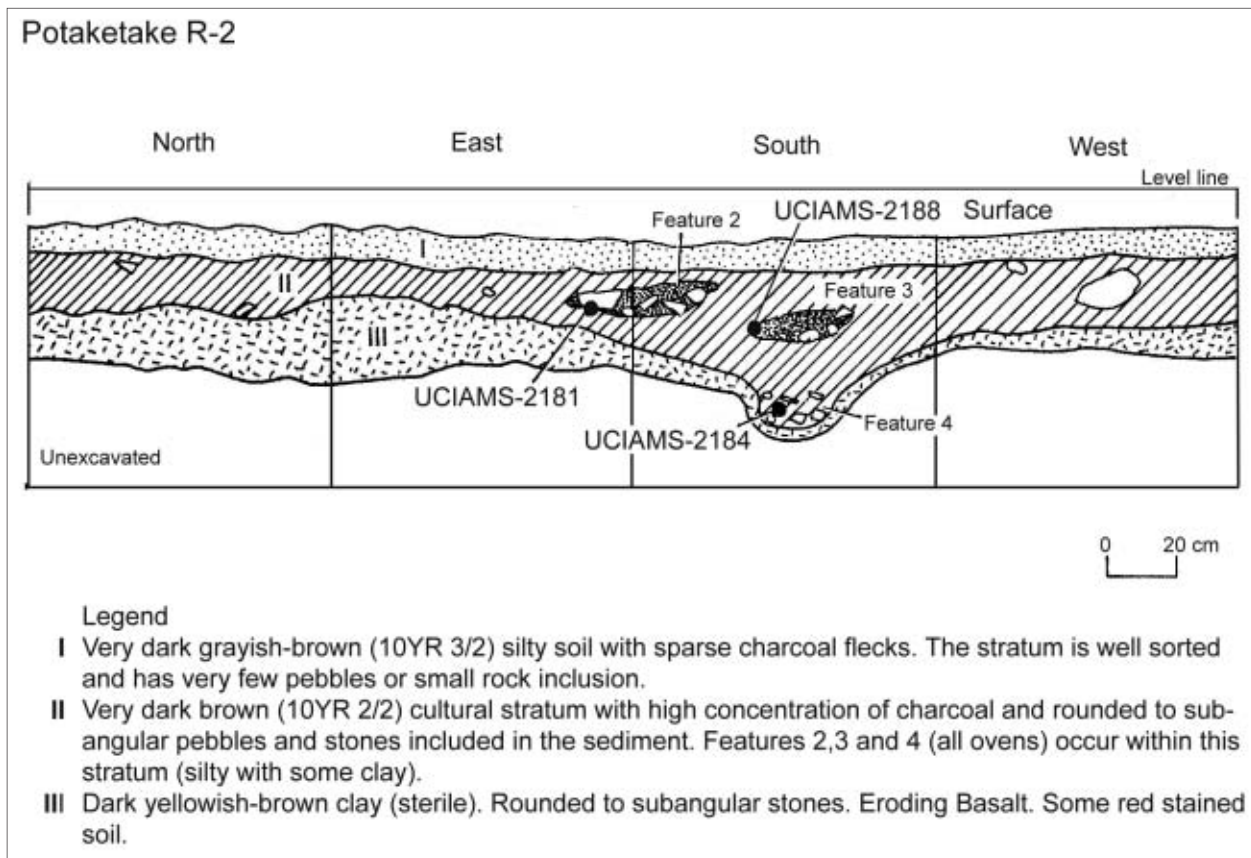 Potaketake R-2
North
East
South
West
Level line
Feature 2
UCIAMS-2188
Surface
I
II
Feature 3
III
UCIAMS-2181
UCIAMS-2184
Feature 4
Unexcavated
0 20 cm
Legend
I Very dark grayish-brown (10YR 3/2) silty soil with sparse charcoal flecks. The stratum is well sorted
and has very few pebbles or small rock inclusion.
II Very dark brown (10YR 2/2) cultural stratum with high concentration of charcoal and rounded to sub-
angular pebbles and stones included in the sediment. Features 2,3 and 4 (all ovens) occur within this
stratum (silty with some clay).
III Dark yellowish-brown clay (sterile). Rounded to subangular stones. Eroding Basalt. Some red stained
soil.